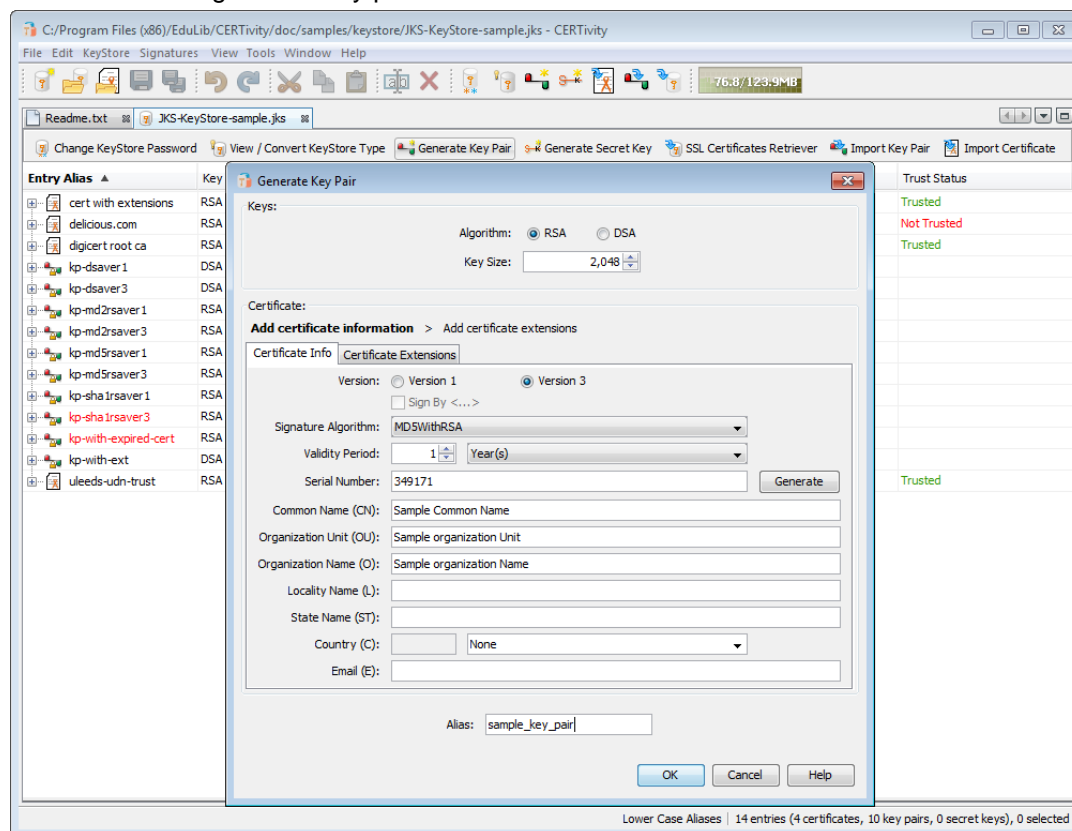 C:/Program Files (x86)/EduLib/CERTivity/doc/samples/keystore/JKS-KeyStore-sample.jks - CERTivity
File Edit KeyStore Signatures View Tools Window Help
76.8/123.9MB
Readme.txt JKS-KeyStore-sample.jks
Change KeyStore Password View / Convert KeyStore Type Generate Key Pair Generate Secret Key SSL Certificates Retriever Import Key Pair Import Certificate
Entry Alias Key Trust Status
cert with extensions RSA Trusted
delicious.com RSA Not Trusted
digicert root ca RSA Trusted
kp-dsaver1 DSA
kp-dsaver3 DSA
kp-md2rsaver1 RSA
kp-md2rsaver3 RSA
kp-md5rsaver1 RSA
kp-md5rsaver3 RSA
kp-sha1rsaver1 RSA
kp-sha1rsaver3 RSA
kp-with-expired-cert RSA
kp-with-ext DSA
uleeds-udn-trust RSA Trusted
Generate Key Pair
Keys:
Algorithm: RSA DSA
Key Size: 2,048
Certificate:
Add certificate information > Add certificate extensions
Certificate Info Certificate Extensions
Version: Version 1 Version 3
Sign By <...>
Signature Algorithm: MD5WithRSA
Validity Period: 1 Year(s)
Serial Number: 349171 Generate
Common Name (CN): Sample Common Name
Organization Unit (OU): Sample organization Unit
Organization Name (O): Sample organization Name
Locality Name (L):
State Name (ST):
Country (C): None
Email (E):
Alias: sample_key_pair
OK Cancel Help
Lower Case Aliases 14 entries (4 certificates, 10 key pairs, 0 secret keys), 0 selected